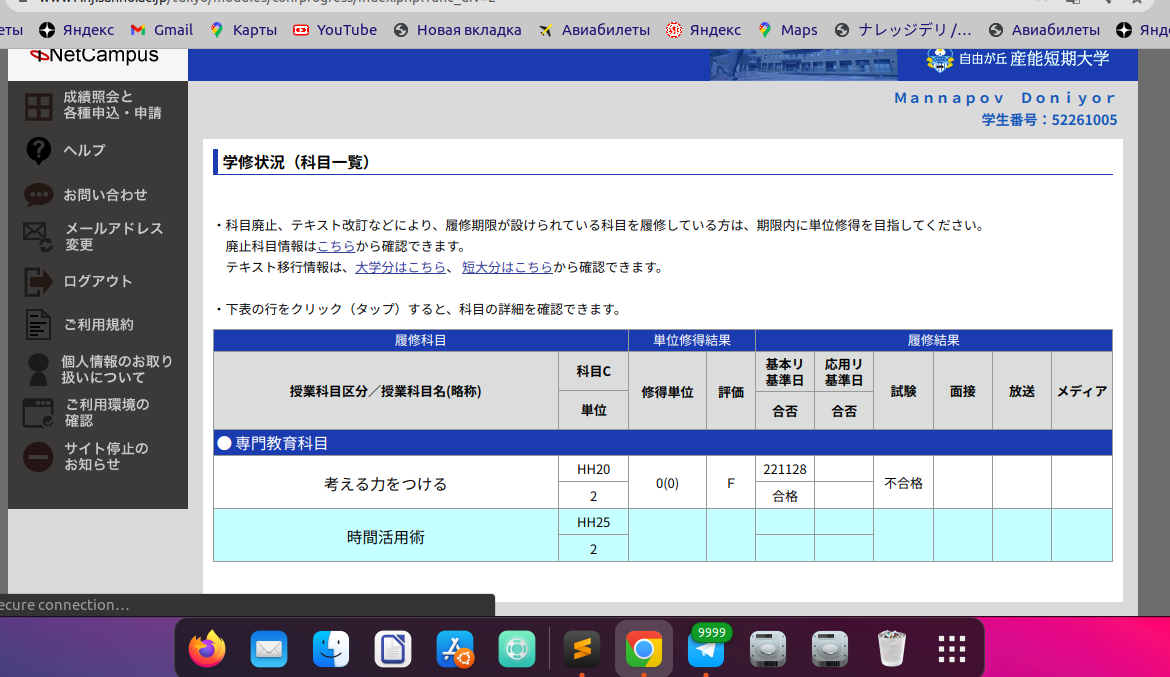 еты Яндекс Gmail Карты YouTube Новая вкладка Авиабилеты Яндекс Maps ナレッジデリ /... Авиабилеты Янд
NetCampus
自由が丘 産能短期大学
成績照会と
各種申込・申請
ヘルプ
お問い合わせ
メールアドレス
変更
ログアウト
ご利用規約
個人情報のお取り
扱いについて
ご利用環境の
確認
サイト停止の
お知らせ
Ｍａｎｎａｐｏｖ　Ｄｏｎｉｙｏｒ
学生番号：52261005
学修状況（科目一覧）
・科目廃止、テキスト改訂などにより、履修期限が設けられている科目を履修している方は、期限内に単位修得を目指してください。
廃止科目情報はこちらから確認できます。
テキスト移行情報は、大学分はこちら、 短大分はこちらから確認できます。
・下表の行をクリック（タップ）すると、科目の詳細を確認できます。
履修科目 単位修得結果 履修結果
授業科目区分／授業科目名(略称) 科目C 単位 修得単位 評価 基本リ基準日 合否 応用リ基準日 合否 試験 面接 放送 メディア
●専門教育科目
考える力をつける HH20 2 0(0) F 221128 合格 不合格
時間活用術 HH25 2
ecure connection...
9999